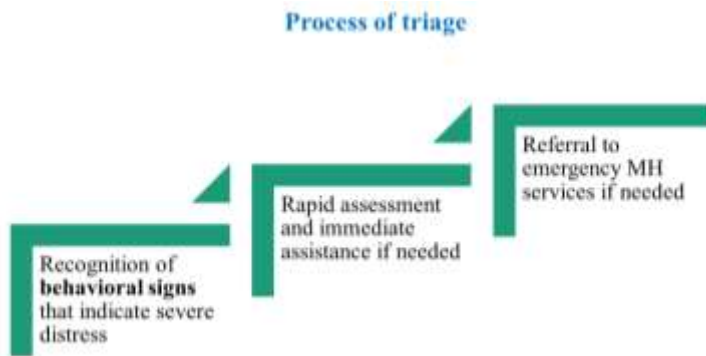 Process of triage
Recognition of
behavioral signs
that indicate severe
distress
Rapid assessment
and immediate
assistance if needed
Referral to
emergency MH
services if needed